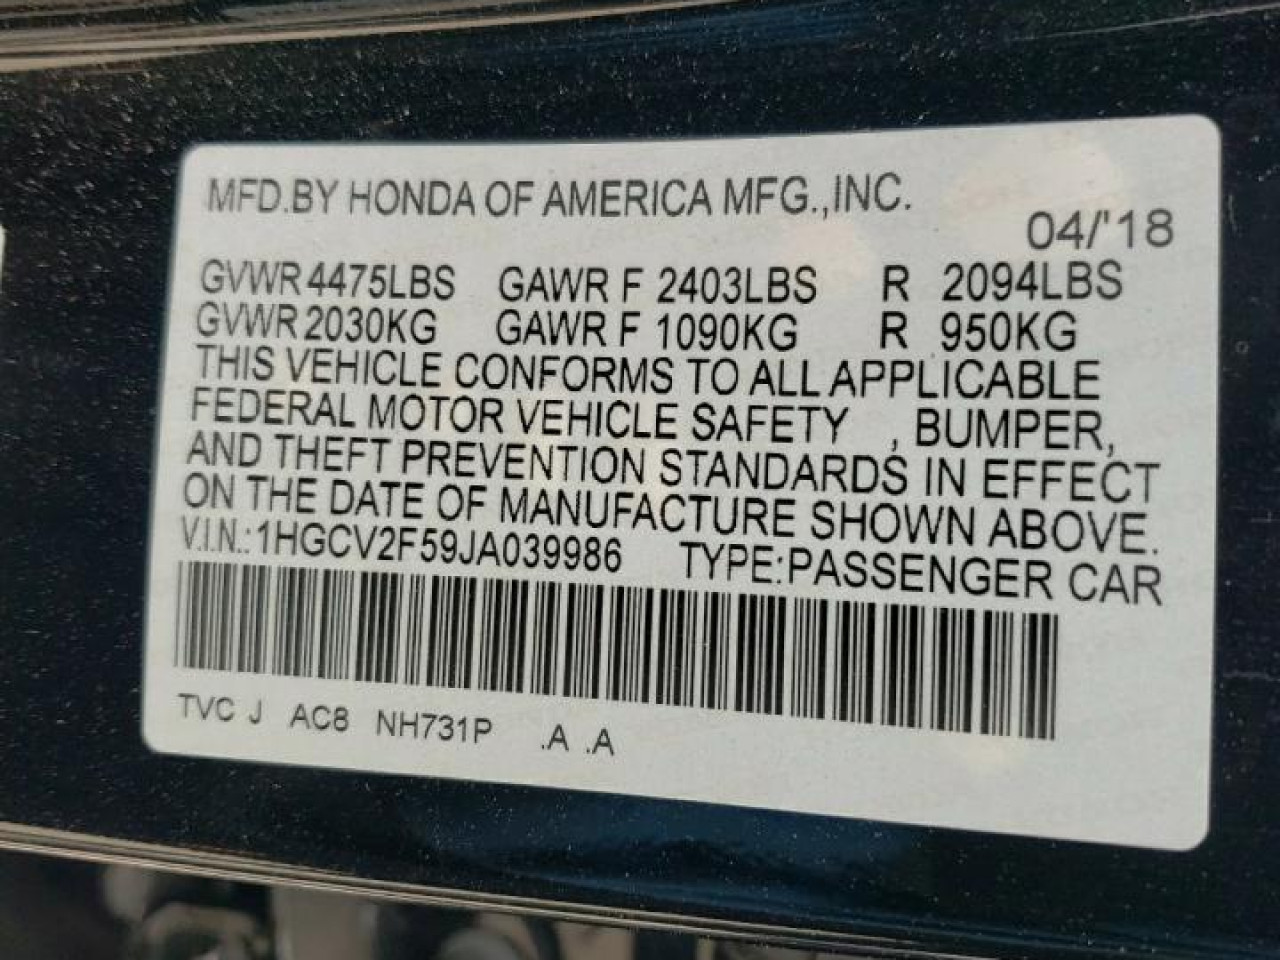 MFD.BY HONDA OF AMERICA MFG.,INC.
04/'18
GVWR 4475LBS GAWR F 2403LBS R 2094LBS
GVWR 2030KG GAWR F 1090KG R 950KG
THIS VEHICLE CONFORMS TO ALL APPLICABLE
FEDERAL MOTOR VEHICLE SAFETY , BUMPER,
AND THEFT PREVENTION STANDARDS IN EFFECT
ON THE DATE OF MANUFACTURE SHOWN ABOVE.
V.I.N.:1HGCV2F59JA039986 TYPE:PASSENGER CAR
TVC J AC8 NH731P .A .A